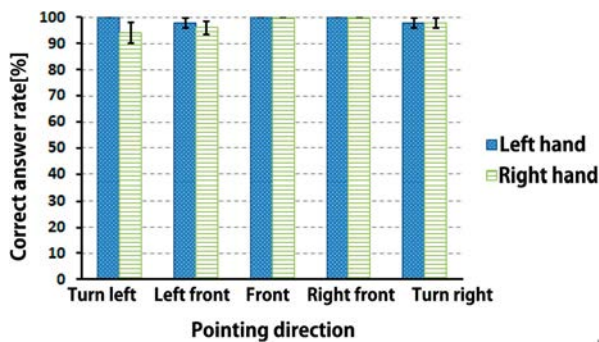 Correct answer rate[%]
100
90
80
70
60
50
40
30
20
10
0
Turn left Left front Front Right front Turn right
Pointing direction
Left hand
Right hand